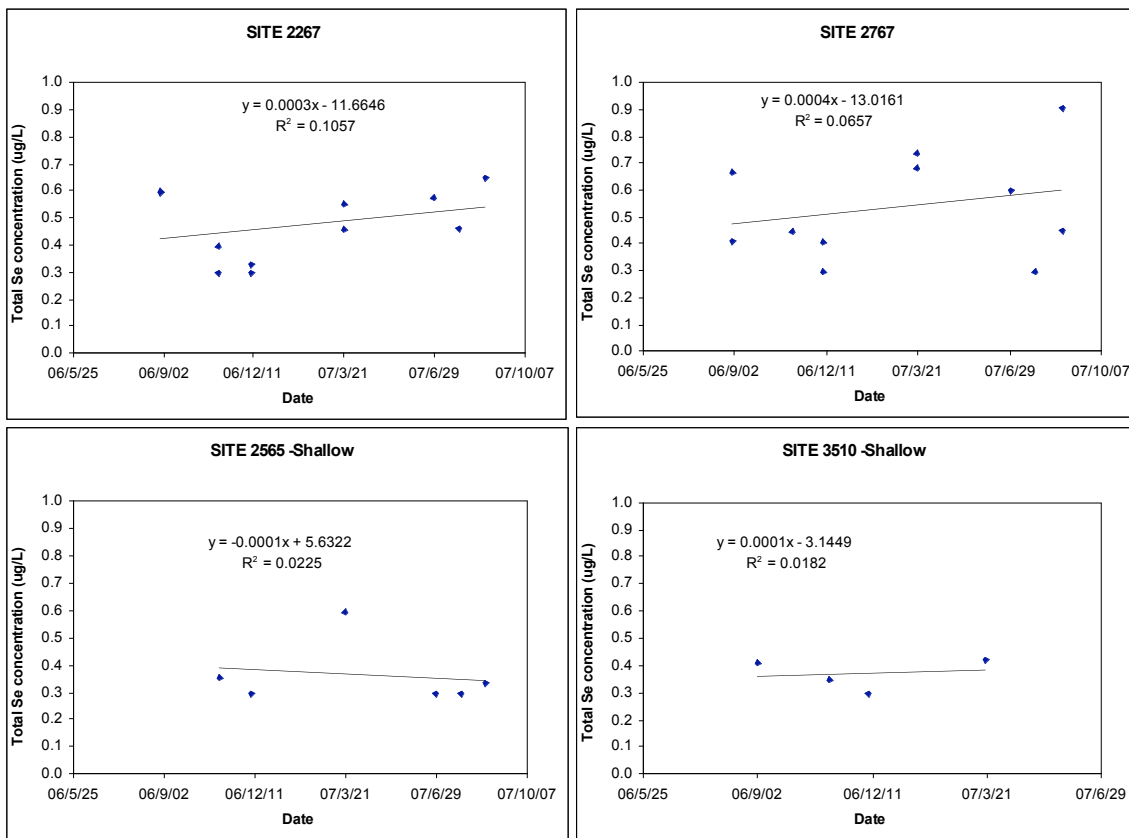 SITE 2267
y = 0.0003x - 11.6646
R² = 0.1057
Total Se concentration (ug/L)
1.0
0.9
0.8
0.7
0.6
0.5
0.4
0.3
0.2
0.1
0.0
06/5/25 06/9/02 06/12/11 07/3/21 07/6/29 07/10/07
Date
SITE 2767
y = 0.0004x - 13.0161
R² = 0.0657
Total Se concentration (ug/L)
1.0
0.9
0.8
0.7
0.6
0.5
0.4
0.3
0.2
0.1
0.0
06/5/25 06/9/02 06/12/11 07/3/21 07/6/29 07/10/07
Date
SITE 2565 -Shallow
y = -0.0001x + 5.6322
R² = 0.0225
Total Se concentration (ug/L)
1.0
0.9
0.8
0.7
0.6
0.5
0.4
0.3
0.2
0.1
0.0
06/5/25 06/9/02 06/12/11 07/3/21 07/6/29 07/10/07
Date
SITE 3510 -Shallow
y = 0.0001x - 3.1449
R² = 0.0182
Total Se concentration (ug/L)
1.0
0.9
0.8
0.7
0.6
0.5
0.4
0.3
0.2
0.1
0.0
06/5/25 06/9/02 06/12/11 07/3/21 07/6/29
Date